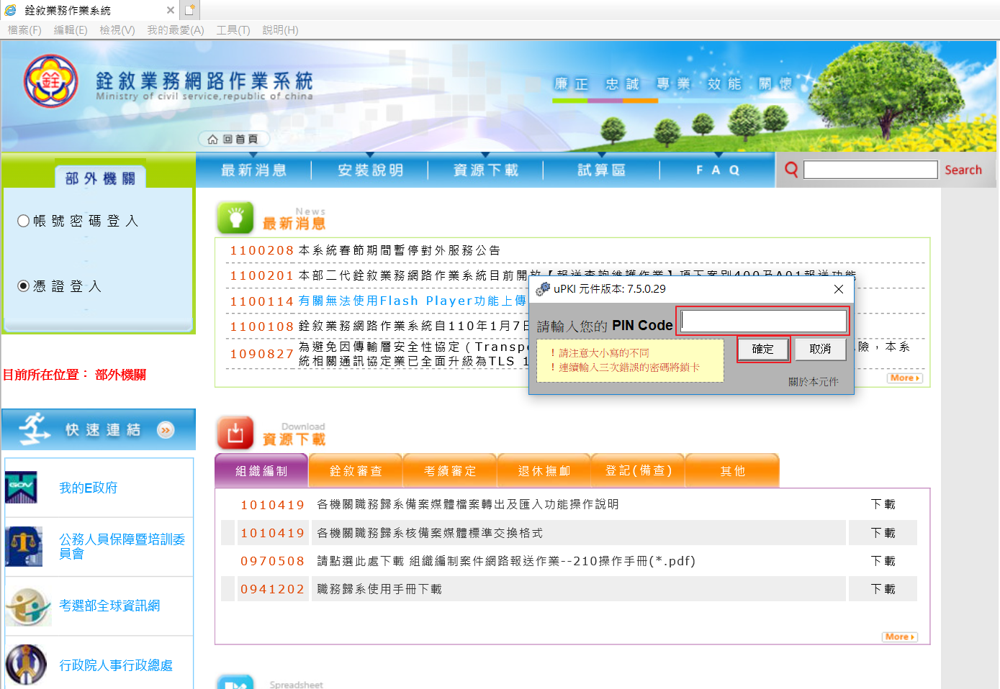 銓敘業務作業系統
檔案(F) 編輯(E) 檢視(V) 我的最愛(A) 工具(T) 說明(H)
銓
銓敘業務網路作業系統
Ministry of civil service,republic of china
廉正 忠誠 專業 效能 關懷
回首頁
部外機關
最新消息 安裝說明 資源下載 試算區 FAQ Search
帳號密碼登入
憑證登入
目前所在位置： 部外機關
快速連結
GOV
我的E政府
公務人員保障暨培訓委
員會
考選部全球資訊網
行政院人事行政總處
News
最新消息
1100208 本系統春節期間暫停對外服務公告
1100201 本部二代銓敘業務網路作業系統目前開放【報送查詢維護作業】項下案別400及A01報送功能
1100114 有關無法使用Flash Player功能上傳
1100108 銓敘業務網路作業系統自110年1月7日
1090827 為避免因傳輸層安全性協定（Transpo
險，本系
統相關通訊協定業已全面升級為TLS 1
More
uPKI 元件版本: 7.5.0.29
請輸入您的 PIN Code
！請注意大小寫的不同
！連續輸入三次錯誤的密碼將鎖卡
確定 取消
關於本元件
Download
資源下載
組織編制 銓敘審查 考績審定 退休撫卹 登記(備查) 其他
1010419 各機關職務歸系備案媒體檔案轉出及匯入功能操作說明 下載
1010419 各機關職務歸系核備案媒體標準交換格式 下載
0970508 請點選此處下載 組織編制案件網路報送作業--210操作手冊(*.pdf) 下載
0941202 職務歸系使用手冊下載 下載
More
Spreadsheet